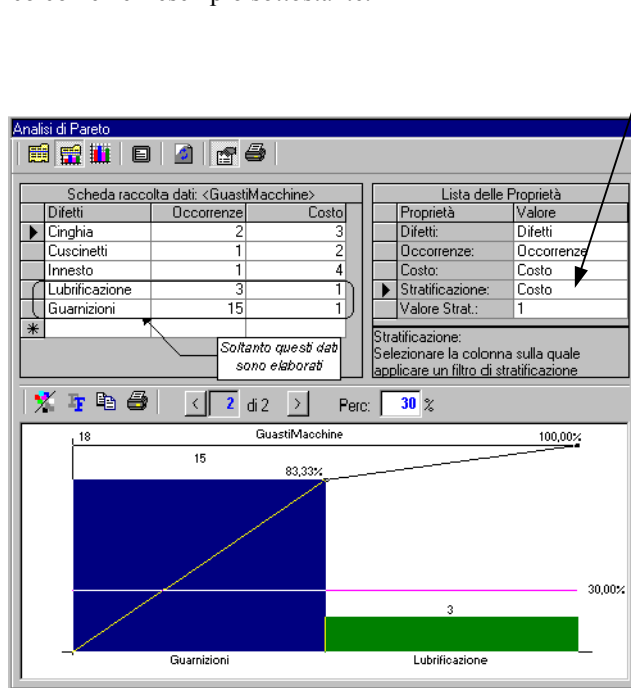 Analisi di Pareto
Scheda raccolta dati: <GuastiMacchine>
Difetti Occorrenze Costo
Cinghia 2 3
Cuscinetti 1 2
Innesto 1 4
Lubrificazione 3 1
Guarnizioni 15 1
Soltanto questi dati
sono elaborati
Lista delle Proprietà
Proprietà Valore
Difetti: Difetti
Occorrenze: Occorrenze
Costo: Costo
Stratificazione: Costo
Valore Strat.: 1
Stratificazione:
Selezionare la colonna sulla quale
applicare un filtro di stratificazione
< 2 di 2 > Perc: 30 %
18 GuastiMacchine 100,00%
15
83,33%
30,00%
3
Guarnizioni Lubrificazione